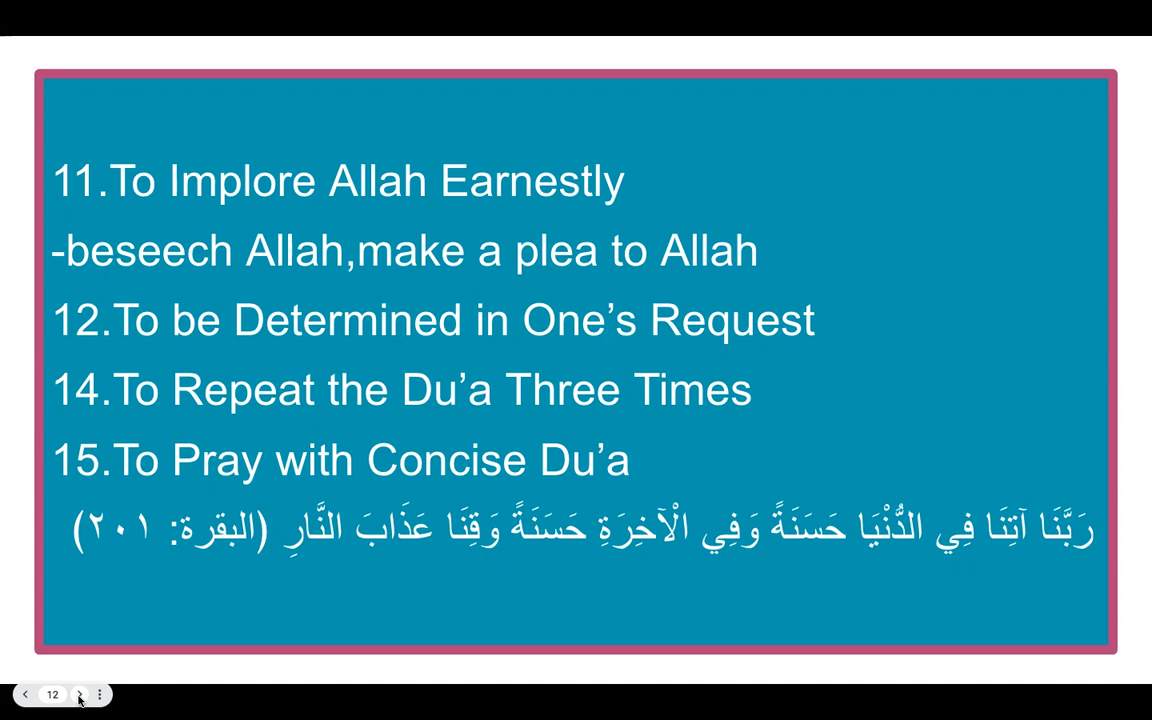 11.To Implore Allah Earnestly
-beseech Allah,make a plea to Allah
12.To be Determined in One’s Request
14.To Repeat the Du’a Three Times
15.To Pray with Concise Du’a
رَبَّنَا آتِنَا فِي الدُّنْيَا حَسَنَةً وَفِي الْآخِرَةِ حَسَنَةً وَقِنَا عَذَابَ النَّارِ (البقرة: ٢٠١)
12